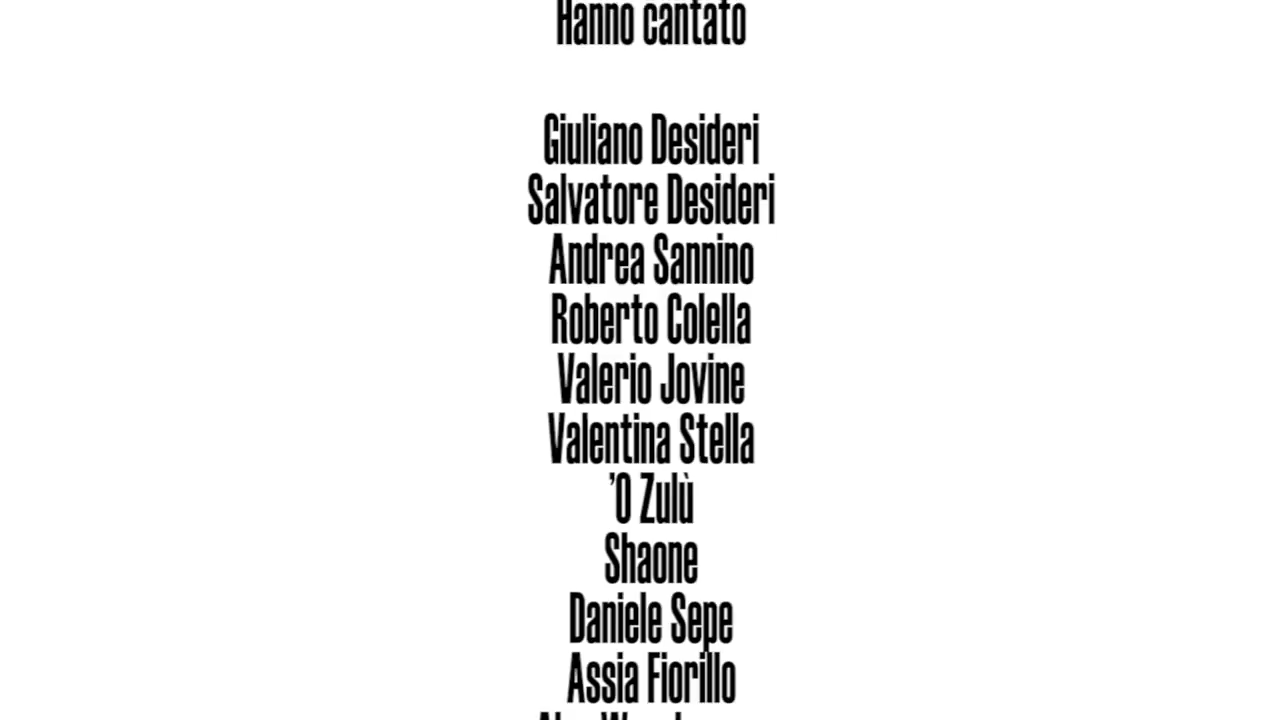 Hanno cantato
Giuliano Desideri
Salvatore Desideri
Andrea Sannino
Roberto Colella
Valerio Jovine
Valentina Stella
'O Zulù
Shaone
Daniele Sepe
Assia Fiorillo